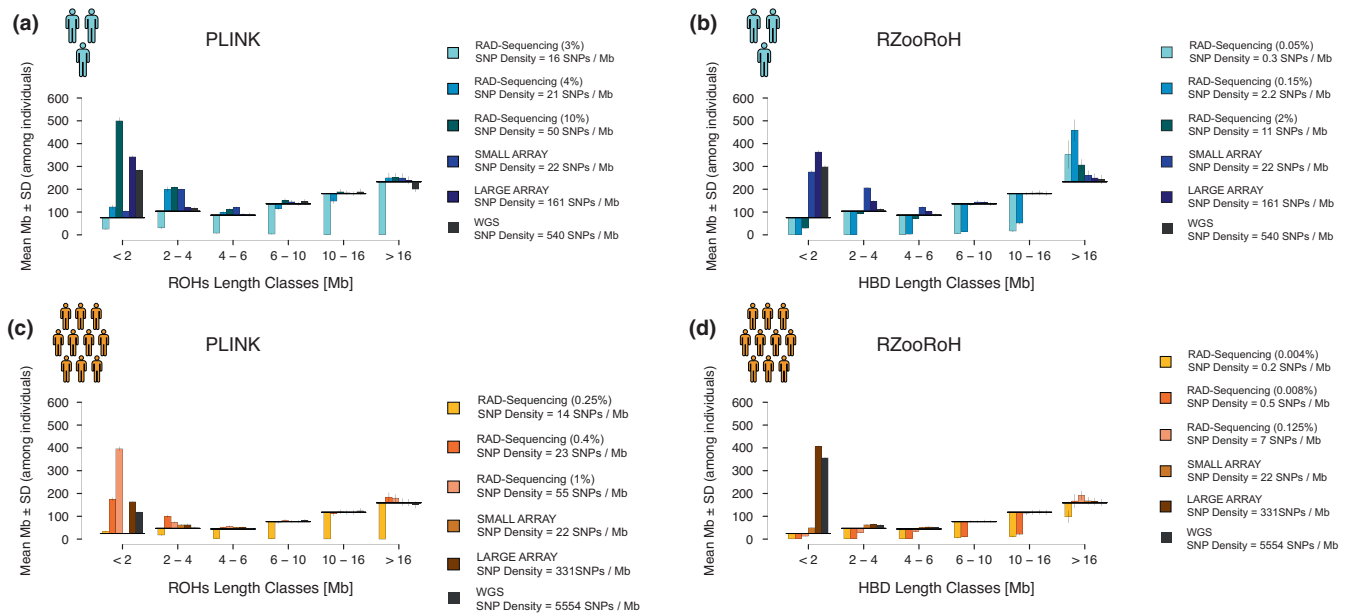 (a)
PLINK
Mean Mb ± SD (among individuals)
600
500
400
300
200
100
0
< 2
2 – 4
4 – 6
6 – 10
10 – 16
> 16
ROHs Length Classes [Mb]
RAD-Sequencing (3%)
SNP Density = 16 SNPs / Mb
RAD-Sequencing (4%)
SNP Density = 21 SNPs / Mb
RAD-Sequencing (10%)
SNP Density = 50 SNPs / Mb
SMALL ARRAY
SNP Density = 22 SNPs / Mb
LARGE ARRAY
SNP Density = 161 SNPs / Mb
WGS
SNP Density = 540 SNPs / Mb
(b)
RZooRoH
Mean Mb ± SD (among individuals)
600
500
400
300
200
100
0
< 2
2 – 4
4 – 6
6 – 10
10 – 16
> 16
HBD Length Classes [Mb]
RAD-Sequencing (0.05%)
SNP Density = 0.3 SNPs / Mb
RAD-Sequencing (0.15%)
SNP Density = 2.2 SNPs / Mb
RAD-Sequencing (2%)
SNP Density = 11 SNPs / Mb
SMALL ARRAY
SNP Density = 22 SNPs / Mb
LARGE ARRAY
SNP Density = 161 SNPs / Mb
WGS
SNP Density = 540 SNPs / Mb
(c)
PLINK
Mean Mb ± SD (among individuals)
600
500
400
300
200
100
0
< 2
2 – 4
4 – 6
6 – 10
10 – 16
> 16
ROHs Length Classes [Mb]
RAD-Sequencing (0.25%)
SNP Density = 14 SNPs / Mb
RAD-Sequencing (0.4%)
SNP Density = 23 SNPs / Mb
RAD-Sequencing (1%)
SNP Density = 55 SNPs / Mb
SMALL ARRAY
SNP Density = 22 SNPs / Mb
LARGE ARRAY
SNP Density = 331SNPs / Mb
WGS
SNP Density = 5554 SNPs / Mb
(d)
RZooRoH
Mean Mb ± SD (among individuals)
600
500
400
300
200
100
0
< 2
2 – 4
4 – 6
6 – 10
10 – 16
> 16
HBD Length Classes [Mb]
RAD-Sequencing (0.004%)
SNP Density = 0.2 SNPs / Mb
RAD-Sequencing (0.008%)
SNP Density = 0.5 SNPs / Mb
RAD-Sequencing (0.125%)
SNP Density = 7 SNPs / Mb
SMALL ARRAY
SNP Density = 22 SNPs / Mb
LARGE ARRAY
SNP Density = 331SNPs / Mb
WGS
SNP Density = 5554 SNPs / Mb